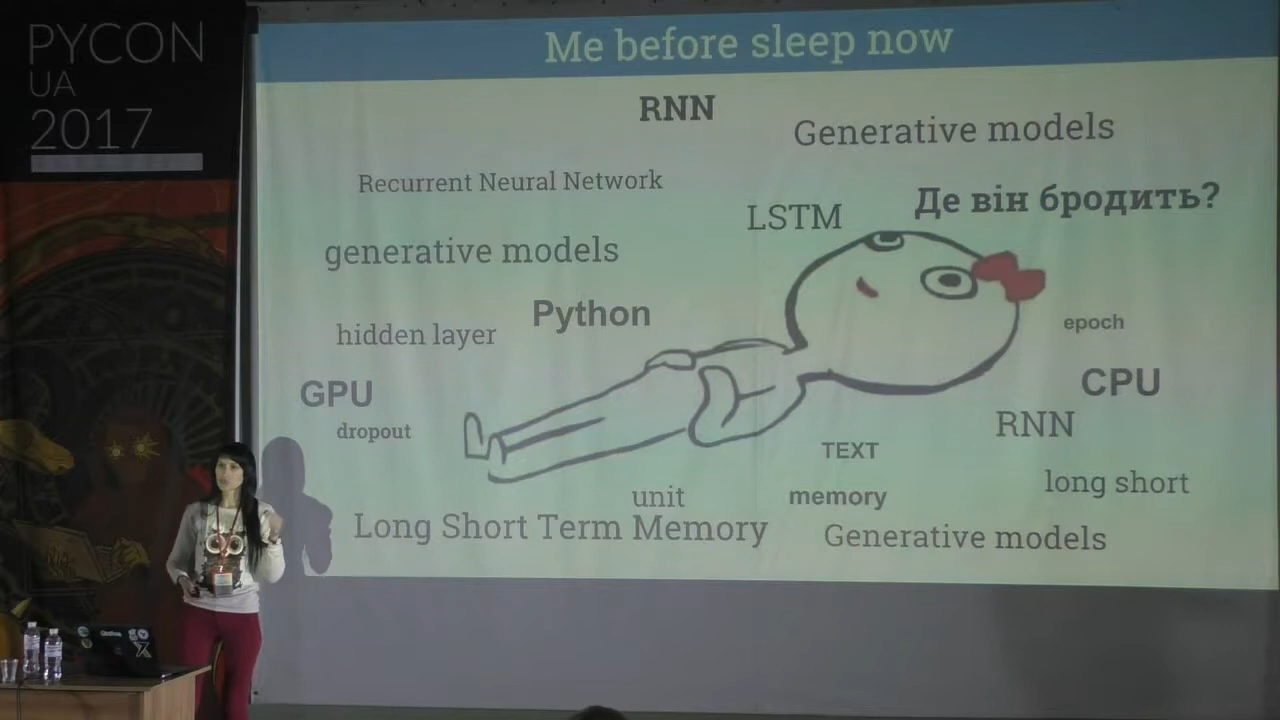 PYCON
UA
2017
Me before sleep now
RNN
Generative models
Recurrent Neural Network
Де він бродить?
LSTM
generative models
Python
epoch
hidden layer
CPU
GPU
RNN
dropout
TEXT
long short
unit
memory
Long Short Term Memory
Generative models